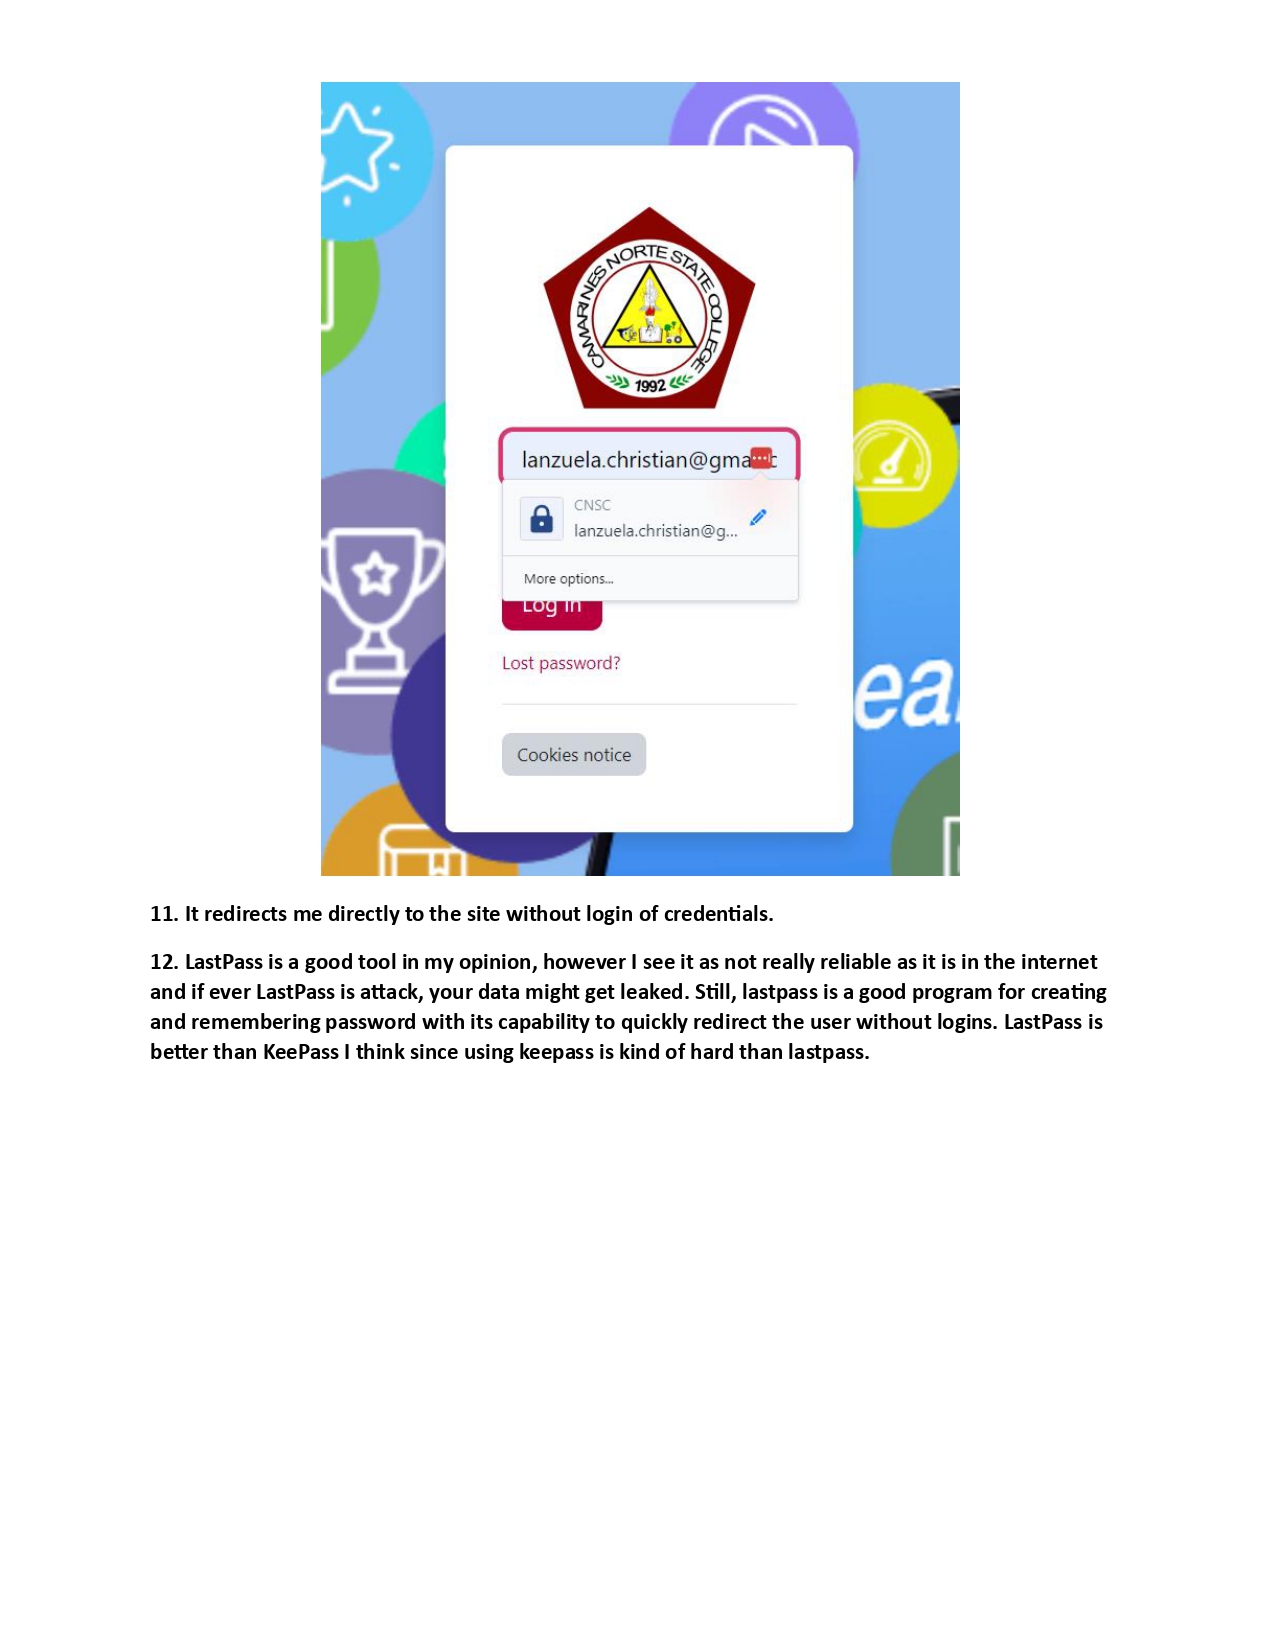 CAMARINES NORTE STATE COLLEGE
1992
lanzuela.christian@gma
c
CNSC
lanzuela.christian@g...
More options...
Log in
Lost password?
ea
Cookies notice
11. It redirects me directly to the site without login of credentials.
12. LastPass is a good tool in my opinion, however I see it as not really reliable as it is in the internet
and if ever LastPass is attack, your data might get leaked. Still, lastpass is a good program for creating
and remembering password with its capability to quickly redirect the user without logins. LastPass is
better than KeePass I think since using keepass is kind of hard than lastpass.